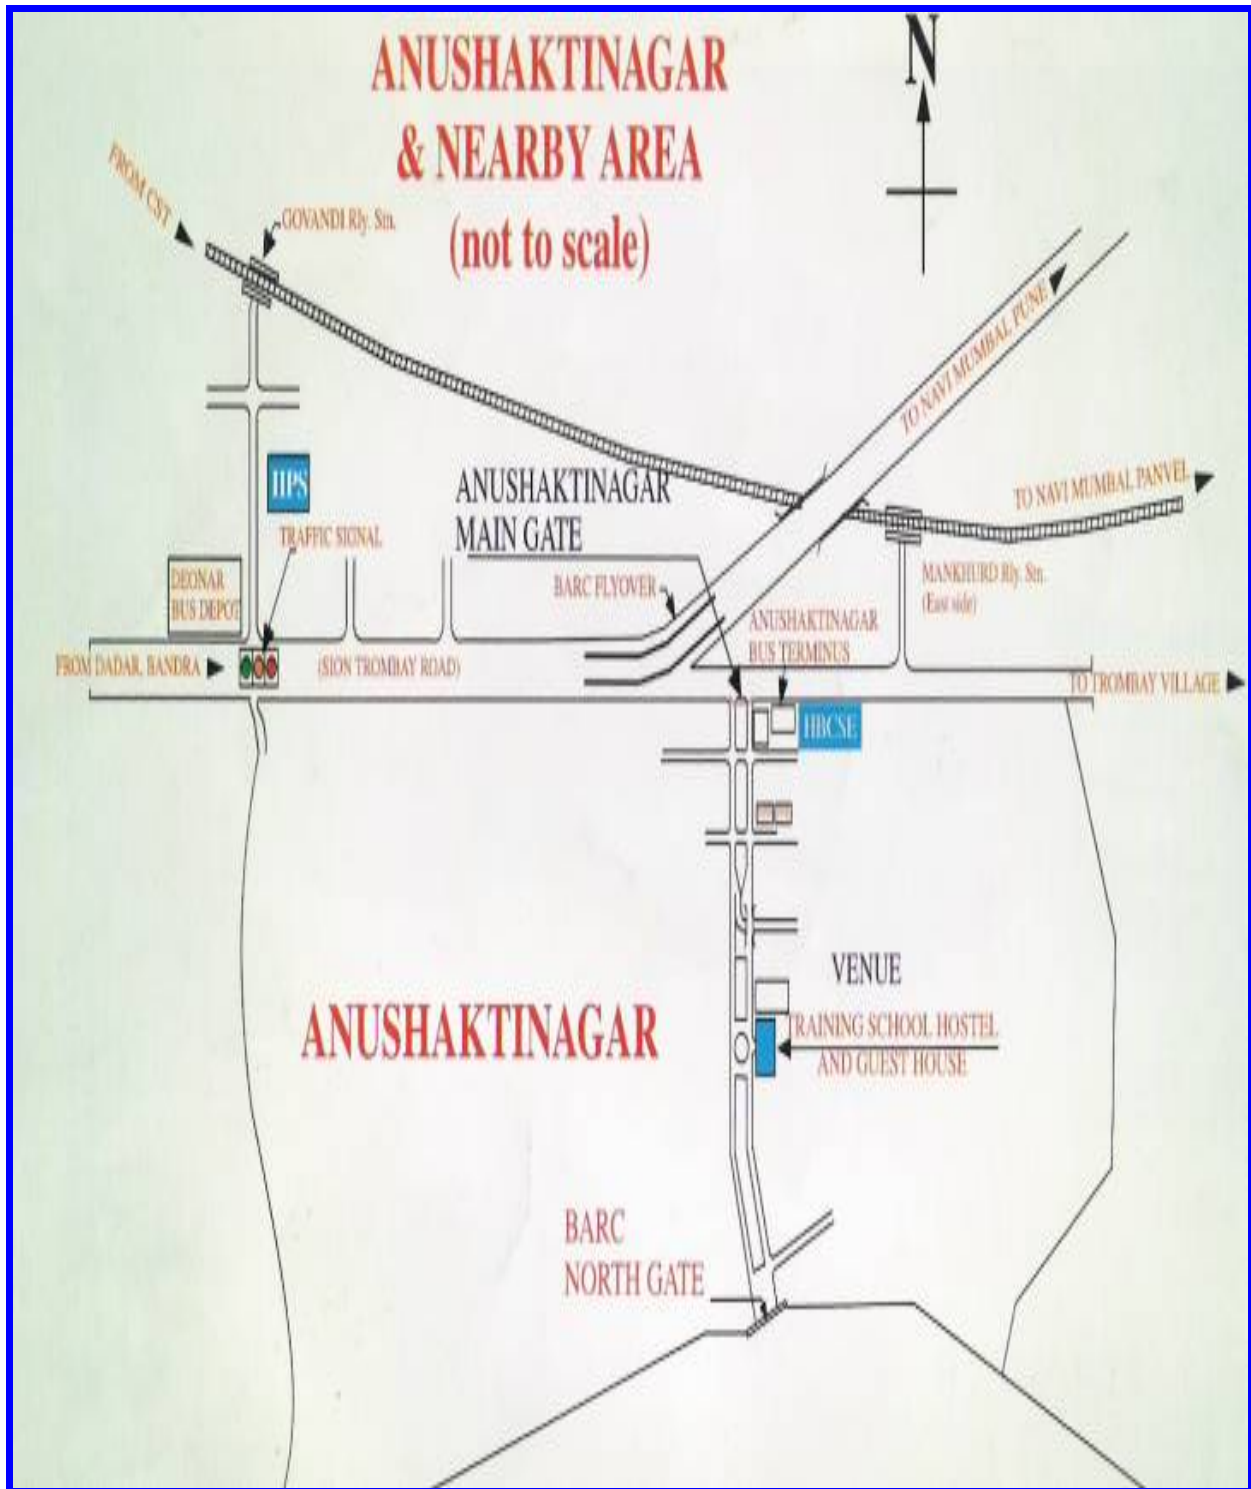 ANUSHAKTINAGAR
& NEARBY AREA
(not to scale)
N
FROM CST
GOVANDI Rly. Stn.
TO NAVI MUMBAI PUNE
IIPS
TRAFFIC SIGNAL
ANUSHAKTINAGAR
MAIN GATE
TO NAVI MUMBAI PANVEL
DEONAR
BUS DEPOT
BARC FLYOVER
MANKHURD Rly. Stn.
(East side)
ANUSHAKTINAGAR
BUS TERMINUS
FROM DADAR, BANDRA
(SION TROMBAY ROAD)
TO TROMBAY VILLAGE
HBCSE
VENUE
TRAINING SCHOOL HOSTEL
AND GUEST HOUSE
ANUSHAKTINAGAR
BARC
NORTH GATE